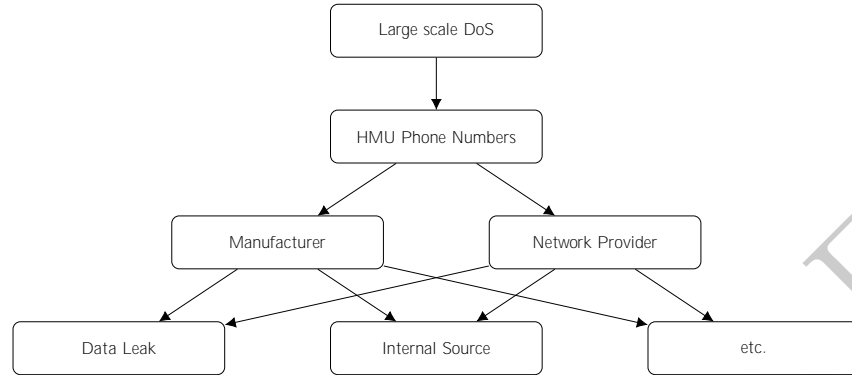 Large scale DoS
HMU Phone Numbers
Manufacturer
Network Provider
Data Leak
Internal Source
etc.